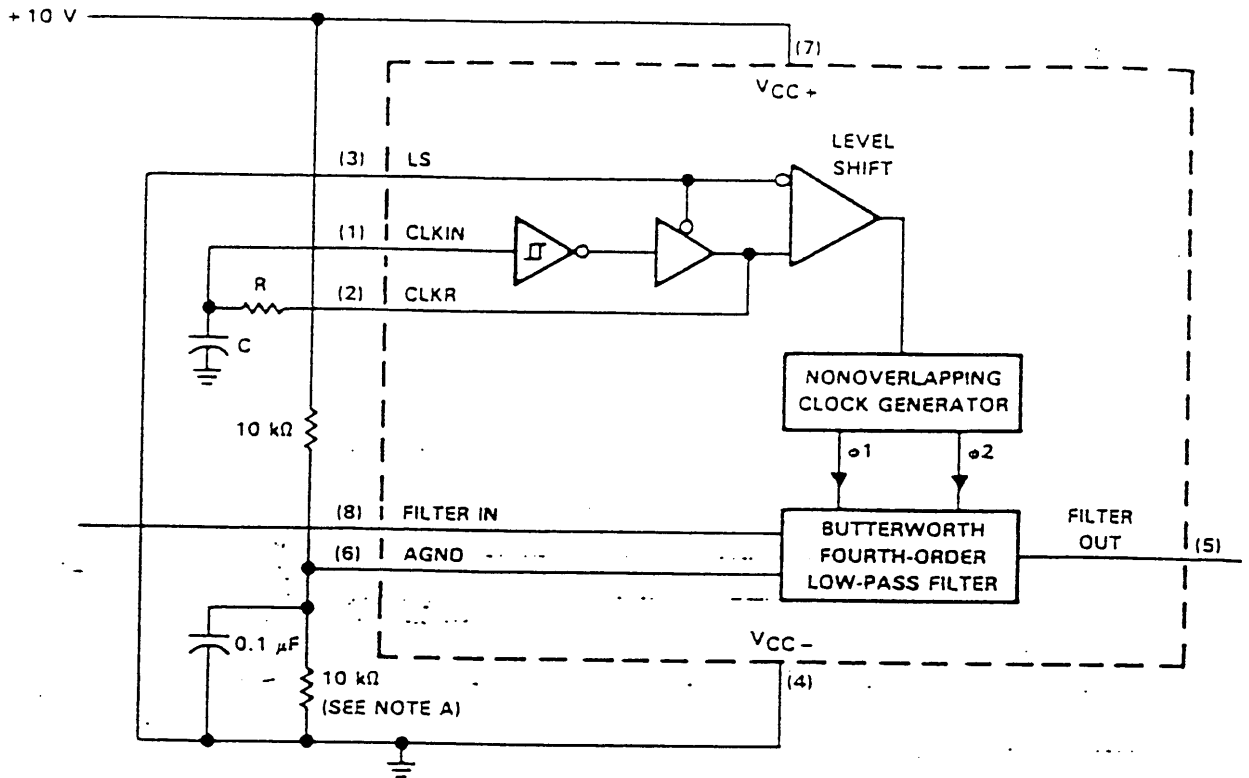 + 10 V
(7)
VCC +
LEVEL
SHIFT
(3) LS
(1) CLKIN
R
(2) CLKR
C
NONOVERLAPPING
CLOCK GENERATOR
10 kΩ
ø1
ø2
(8) FILTER IN
BUTTERWORTH
FOURTH-ORDER
LOW-PASS FILTER
FILTER
OUT
(5)
(6) AGND
0.1 μF
VCC −
10 kΩ
(SEE NOTE A)
(4)